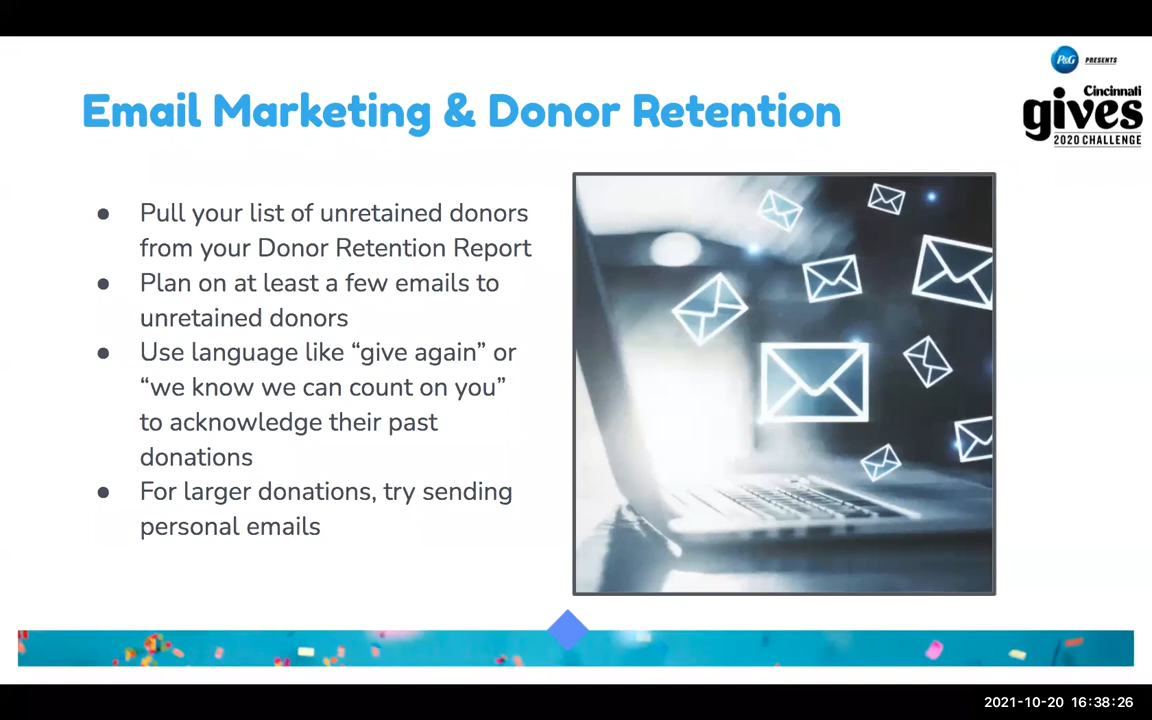 P&G PRESENTS
Cincinnati
gives
2020 CHALLENGE
Email Marketing & Donor Retention
● Pull your list of unretained donors
from your Donor Retention Report
● Plan on at least a few emails to
unretained donors
● Use language like “give again” or
“we know we can count on you”
to acknowledge their past
donations
● For larger donations, try sending
personal emails
2021-10-20 16:38:26